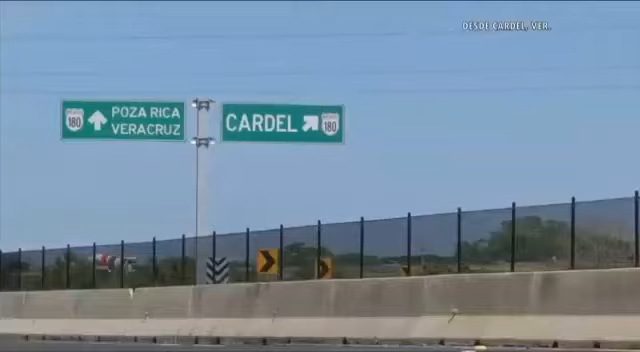 DESDE CARDEL, VER.
180
POZA RICA
VERACRUZ
CARDEL
180